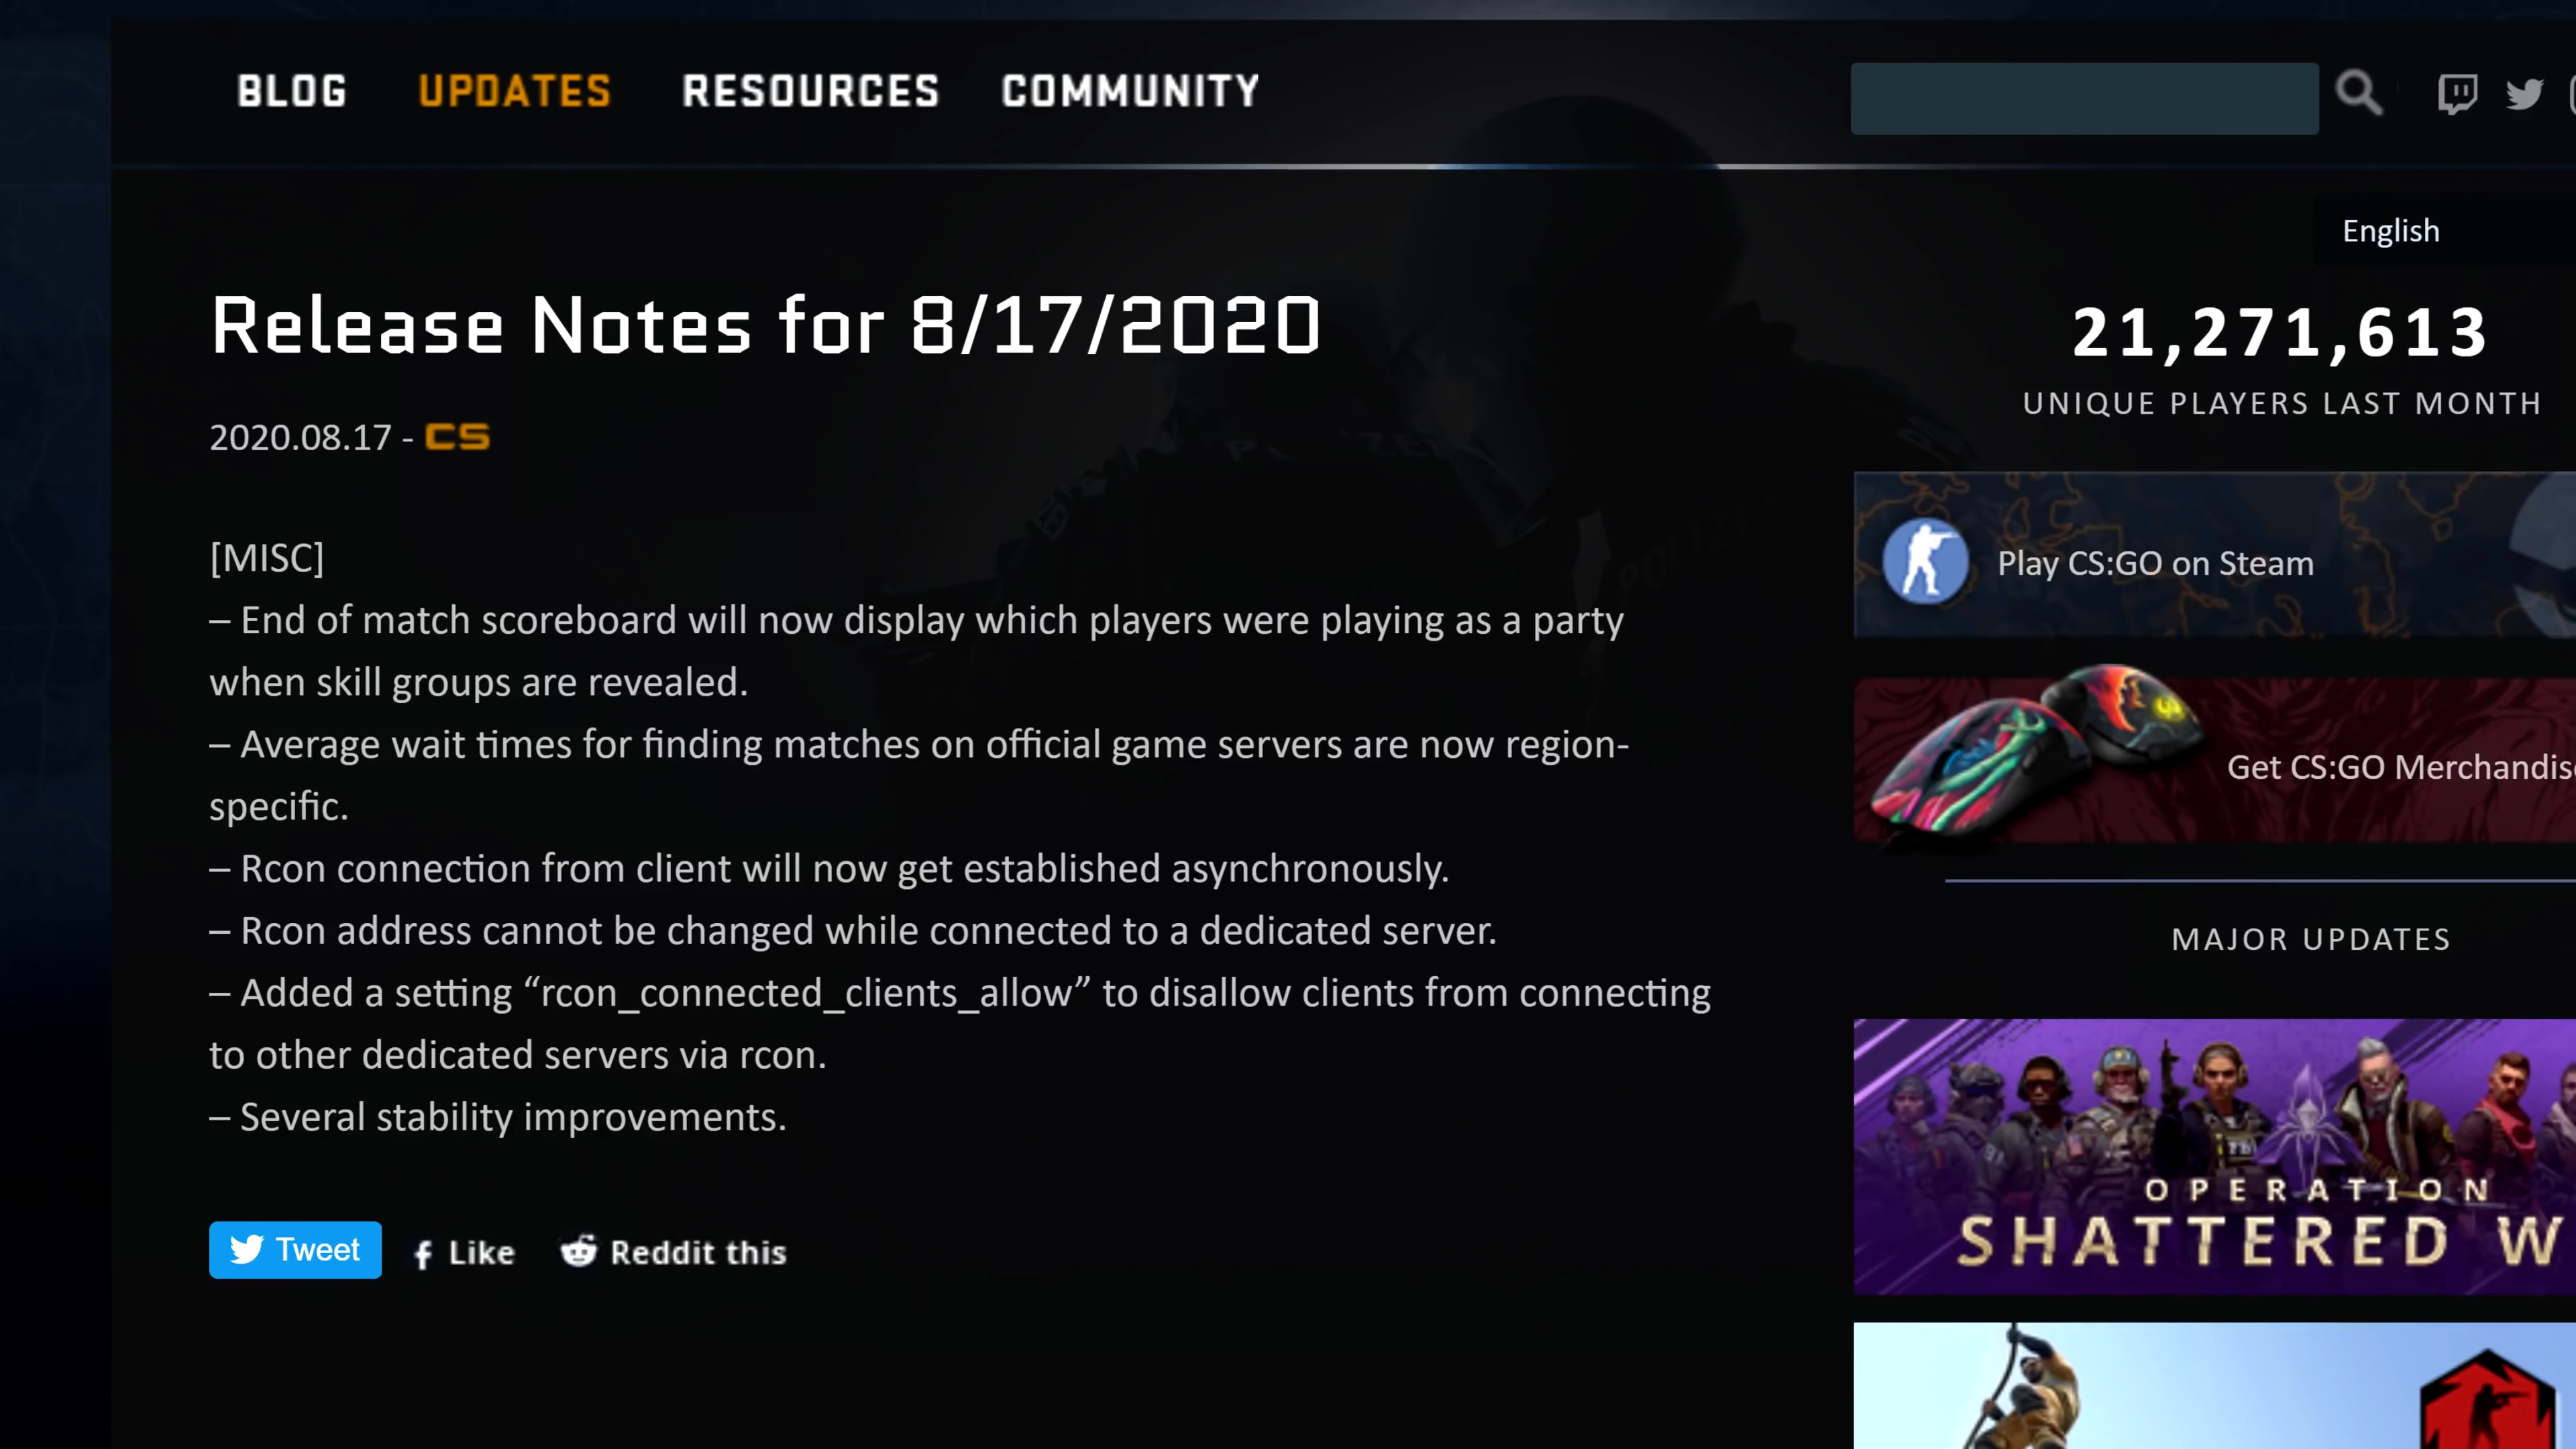 BLOG UPDATES RESOURCES COMMUNITY
English
Release Notes for 8/17/2020
2020.08.17 - CS
[MISC]
– End of match scoreboard will now display which players were playing as a party
when skill groups are revealed.
– Average wait times for finding matches on official game servers are now region-
specific.
– Rcon connection from client will now get established asynchronously.
– Rcon address cannot be changed while connected to a dedicated server.
– Added a setting “rcon_connected_clients_allow” to disallow clients from connecting
to other dedicated servers via rcon.
– Several stability improvements.
Tweet Like Reddit this
21,271,613
UNIQUE PLAYERS LAST MONTH
Play CS:GO on Steam
Get CS:GO Merchandis
MAJOR UPDATES
OPERATION
SHATTERED W